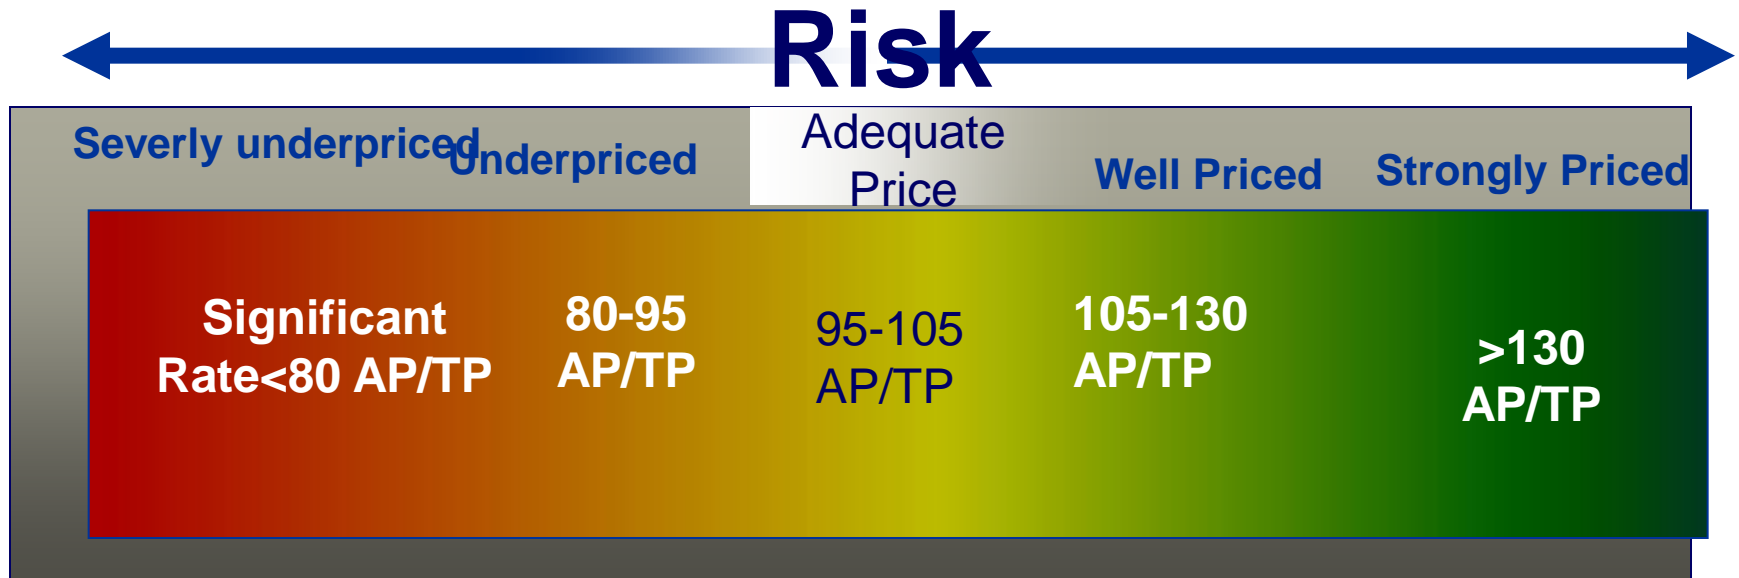 Risk
Severly underpriced
Underpriced
Adequate
Price
Well Priced
Strongly Priced
Significant
Rate<80 AP/TP
80-95
AP/TP
95-105
AP/TP
105-130
AP/TP
>130
AP/TP